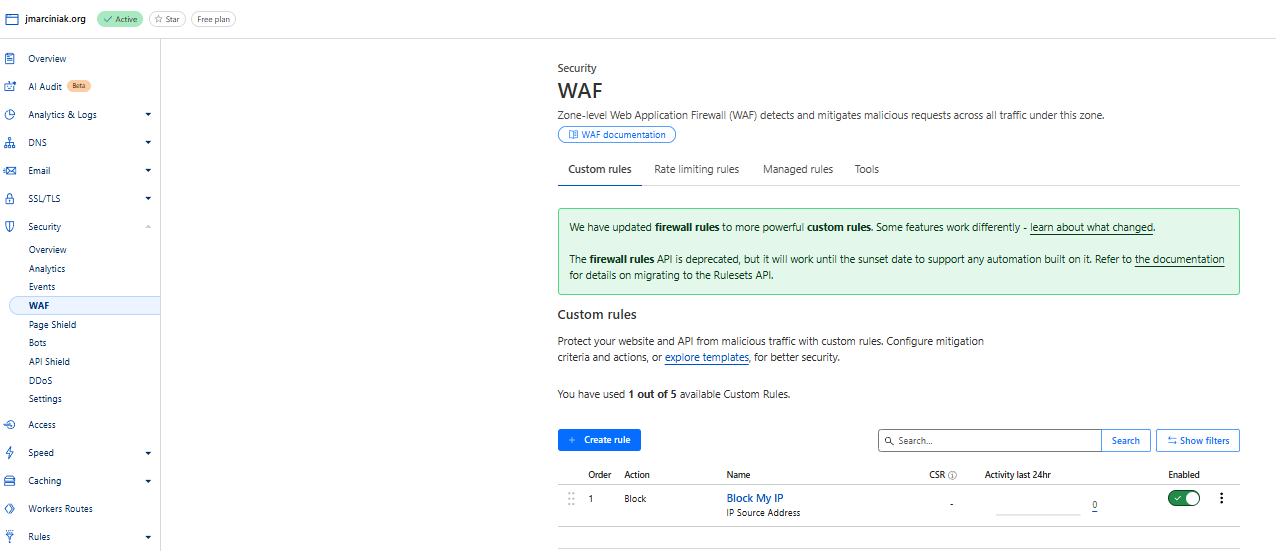 jmarciniak.org Active Star Free plan
Overview
AI Audit Beta
Analytics & Logs
DNS
Email
SSL/TLS
Security
Overview
Analytics
Events
WAF
Page Shield
Bots
API Shield
DDoS
Settings
Access
Speed
Caching
Workers Routes
Rules
Security
WAF
Zone-level Web Application Firewall (WAF) detects and mitigates malicious requests across all traffic under this zone.
WAF documentation
Custom rules Rate limiting rules Managed rules Tools
We have updated firewall rules to more powerful custom rules. Some features work differently - learn about what changed.
The firewall rules API is deprecated, but it will work until the sunset date to support any automation built on it. Refer to the documentation
for details on migrating to the Rulesets API.
Custom rules
Protect your website and API from malicious traffic with custom rules. Configure mitigation
criteria and actions, or explore templates, for better security.
You have used 1 out of 5 available Custom Rules.
+ Create rule Search... Search Show filters
Order Action Name CSR Activity last 24hr Enabled
1 Block Block My IP - 0
IP Source Address